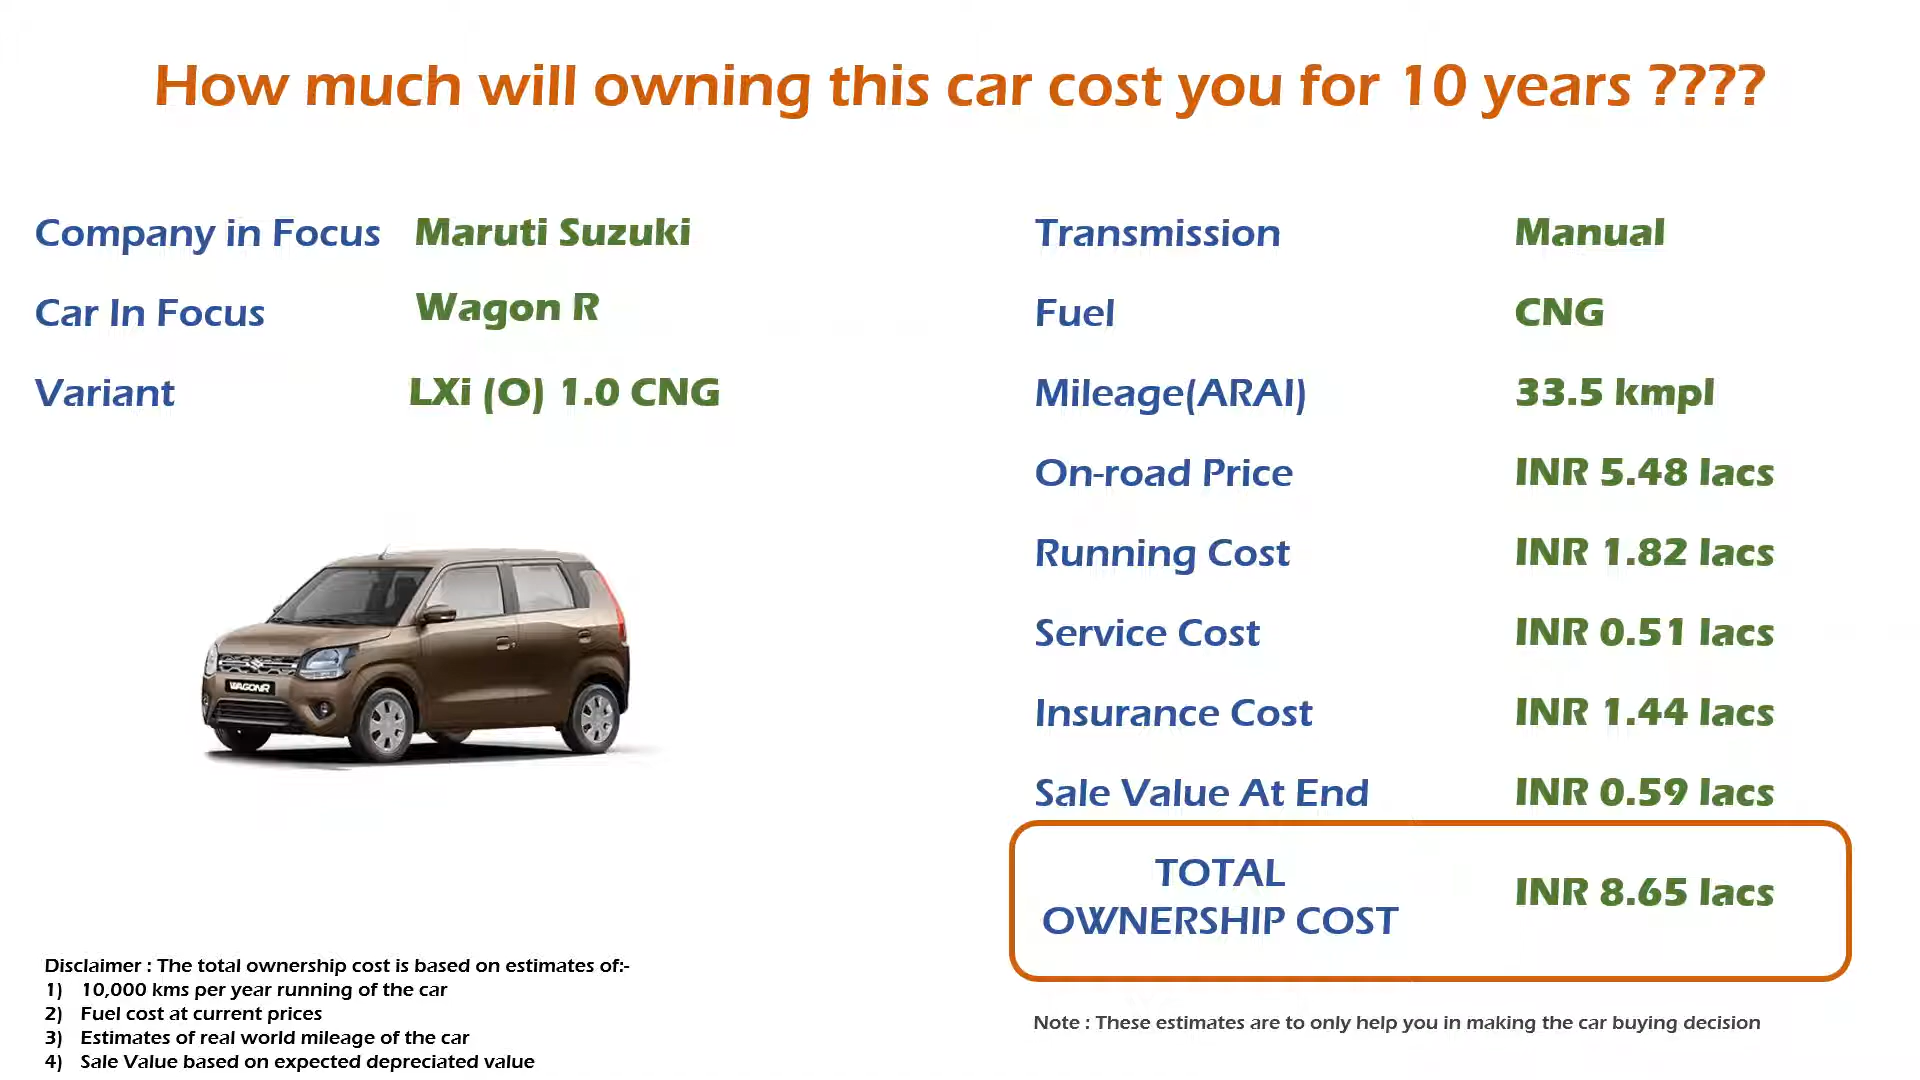 How much will owning this car cost you for 10 years ????
Company in Focus Maruti Suzuki
Car In Focus Wagon R
Variant LXi (O) 1.0 CNG
WAGONR
Transmission Manual
Fuel CNG
Mileage(ARAI) 33.5 kmpl
On-road Price INR 5.48 lacs
Running Cost INR 1.82 lacs
Service Cost INR 0.51 lacs
Insurance Cost INR 1.44 lacs
Sale Value At End INR 0.59 lacs
TOTAL
OWNERSHIP COST INR 8.65 lacs
Disclaimer : The total ownership cost is based on estimates of:-
1) 10,000 kms per year running of the car
2) Fuel cost at current prices
3) Estimates of real world mileage of the car
4) Sale Value based on expected depreciated value
Note : These estimates are to only help you in making the car buying decision